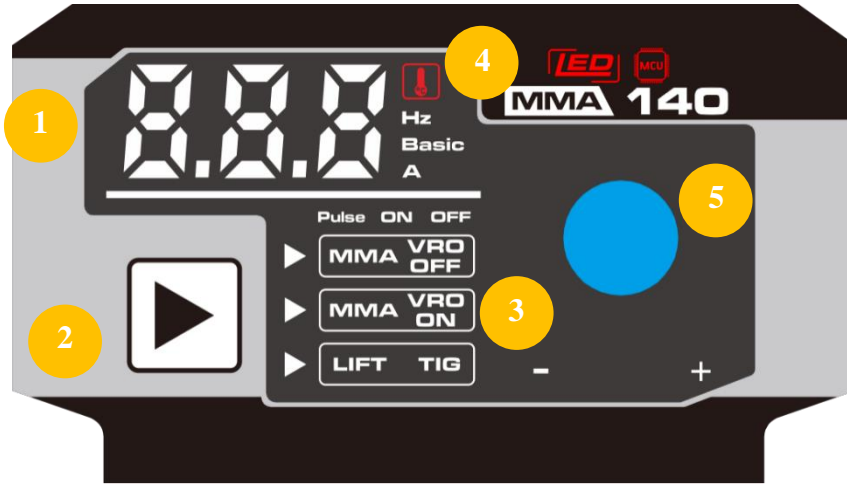 4
LED MCU
MMA 140
1
8.8.8
Hz
Basic
A
5
Pulse ON OFF
MMA VRO OFF
MMA VRO ON
3
2
LIFT TIG
- +